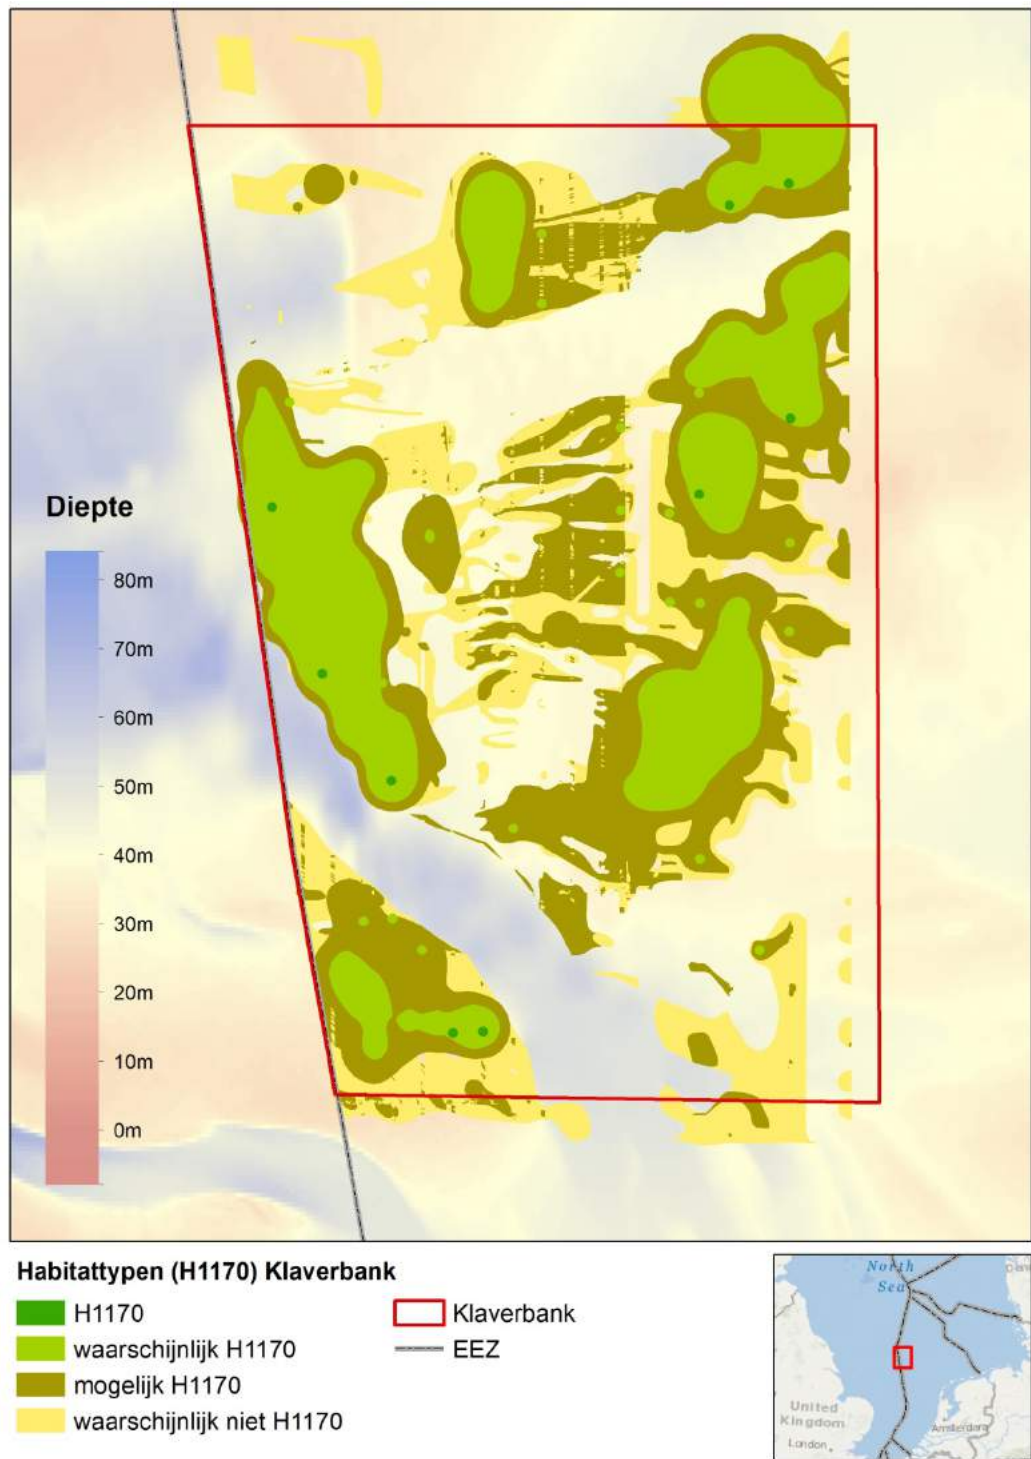 Diepte
80m
70m
60m
50m
40m
30m
20m
10m
0m
Habitattypen (H1170) Klaverbank
H1170
waarschijnlijk H1170
mogelijk H1170
waarschijnlijk niet H1170
Klaverbank
EEZ
North
Sea
United
Kingdom
London